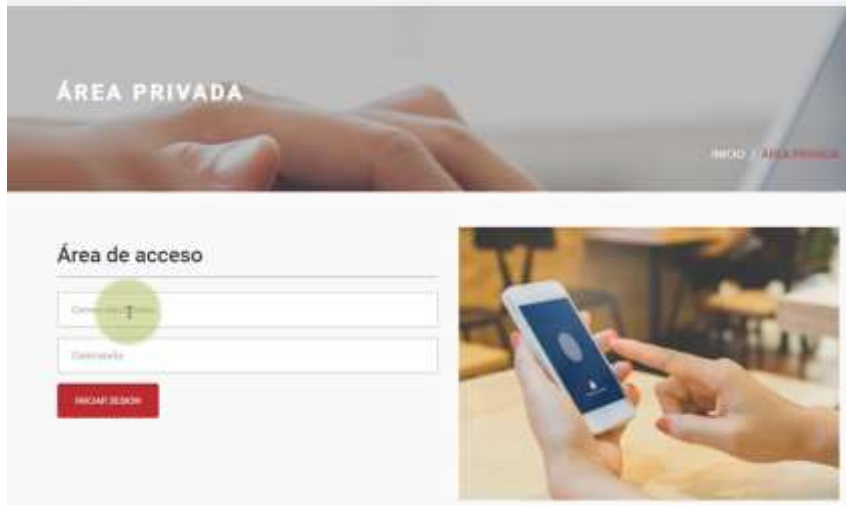 ÁREA PRIVADA
INICIO / ÁREA PRIVADA
Área de acceso
Contraseña
INICIAR SESIÓN